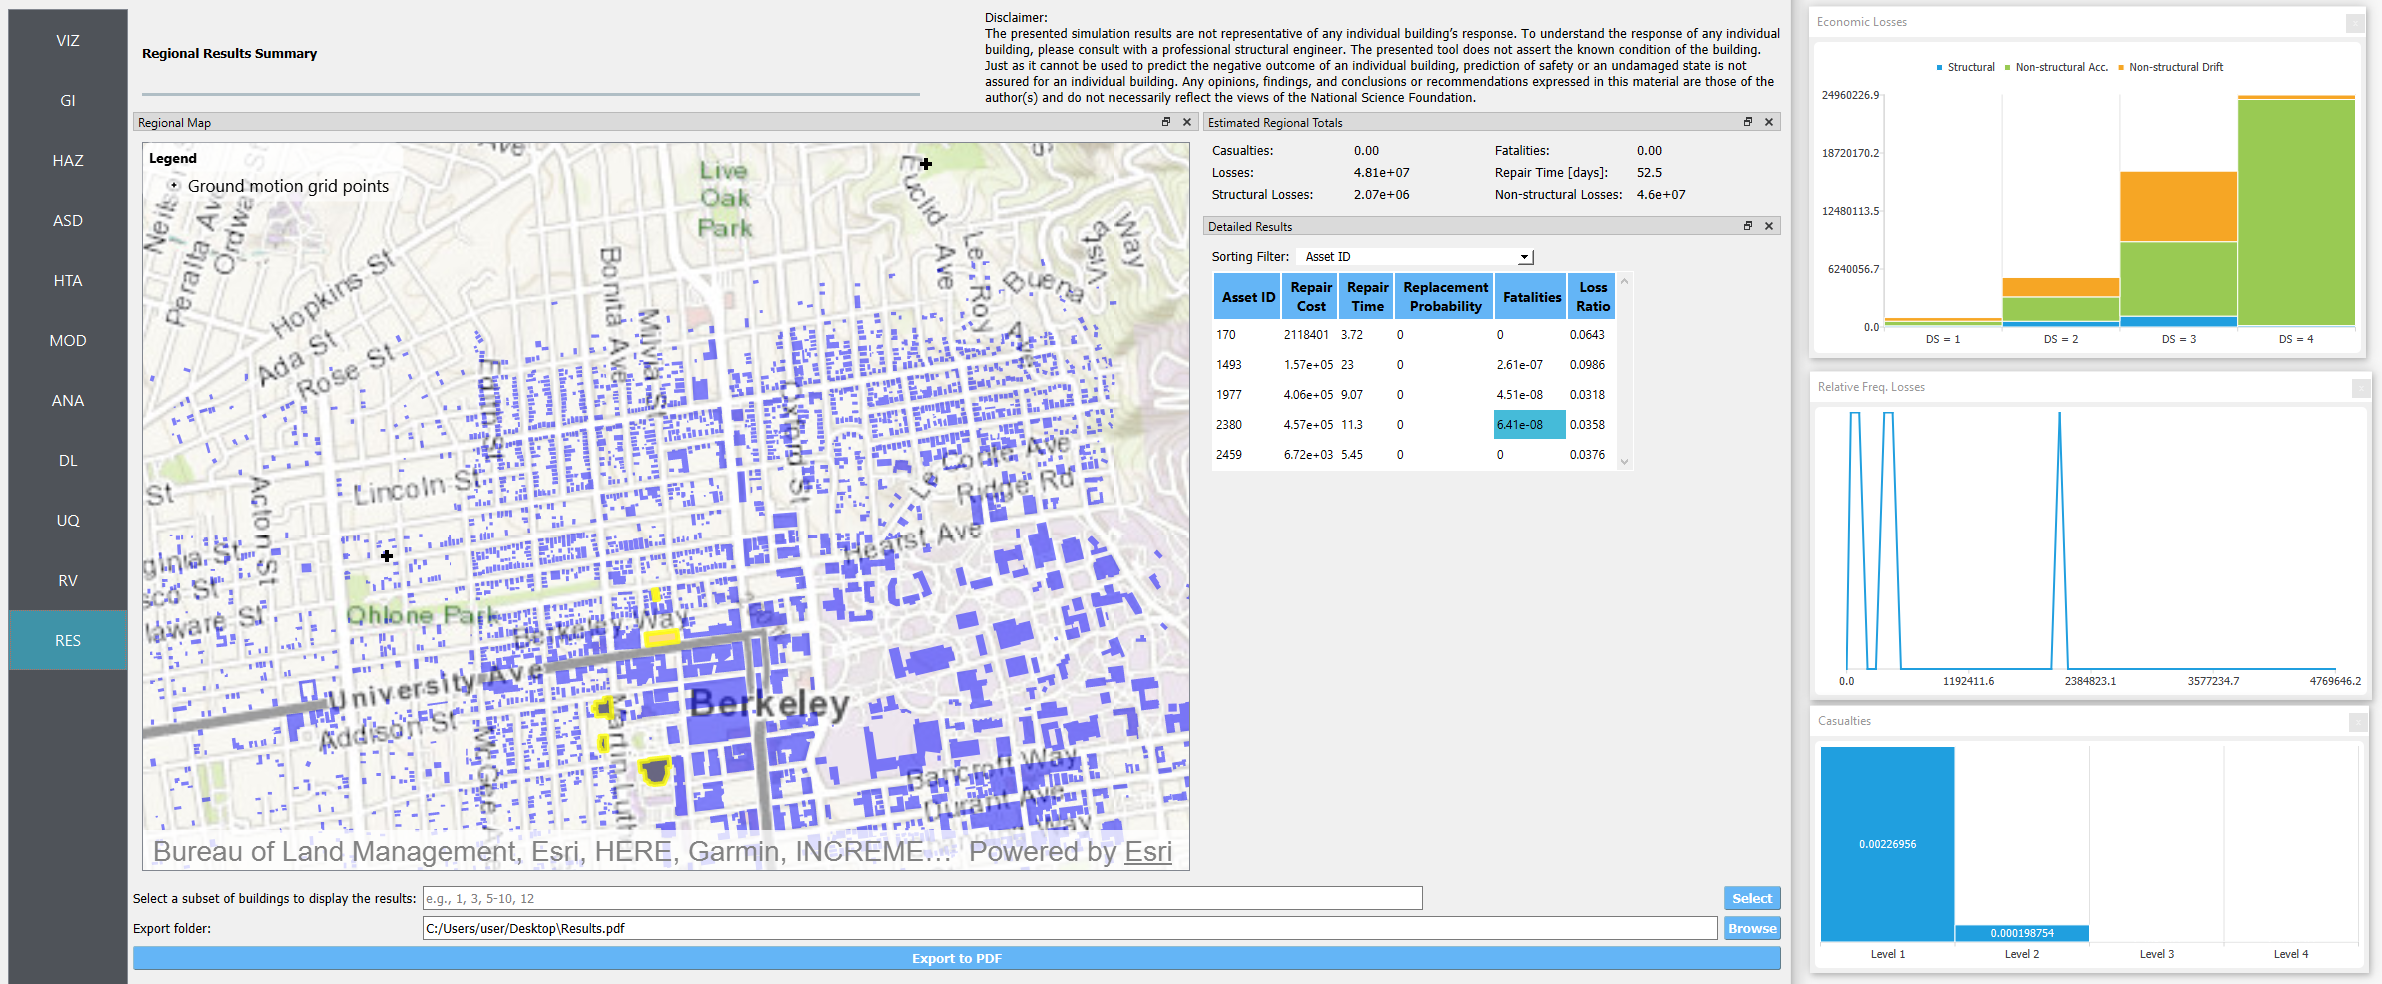 VIZ
GI
HAZ
ASD
HTA
MOD
ANA
DL
UQ
RV
RES
Regional Results Summary
Disclaimer:
The presented simulation results are not representative of any individual building's response. To understand the response of any individual
building, please consult with a professional structural engineer. The presented tool does not assert the known condition of the building.
Just as it cannot be used to predict the negative outcome of an individual building, prediction of safety or an undamaged state is not
assured for an individual building. Any opinions, findings, and conclusions or recommendations expressed in this material are those of the
author(s) and do not necessarily reflect the views of the National Science Foundation.
Regional Map
Legend
Ground motion grid points
Live
Oak
Park
Euclid Ave
Le Roy Ave
Buena
Vista
Way
Peralta Ave
Ordway St
Hopkins St
Ada St
Rose St
Bonita Ave
Milvia St
Edith St
Oxford St
Lincoln St
Acton St
Le Conte Ave
Ridge Rd
Hearst Ave
St
ginia St
sco St
laware St
Ohlone Park
Berkeley Way
University Ave
Addison St
Berkeley
Martin Luth
McGee A
Bancroft Way
Durant Ave
Way
Bureau of Land Management, Esri, HERE, Garmin, INCREME... Powered by Esri
Select a subset of buildings to display the results: e.g., 1, 3, 5-10, 12 Select
Export folder: C:/Users/user/Desktop\Results.pdf Browse
Export to PDF
Estimated Regional Totals
Casualties: 0.00 Fatalities: 0.00
Losses: 4.81e+07 Repair Time [days]: 52.5
Structural Losses: 2.07e+06 Non-structural Losses: 4.6e+07
Detailed Results
Sorting Filter: Asset ID
Asset ID Repair Cost Repair Time Replacement Probability Fatalities Loss Ratio
170 2118401 3.72 0 0 0.0643
1493 1.57e+05 23 0 2.61e-07 0.0986
1977 4.06e+05 9.07 0 4.51e-08 0.0318
2380 4.57e+05 11.3 0 6.41e-08 0.0358
2459 6.72e+03 5.45 0 0 0.0376
Economic Losses
Structural Non-structural Acc. Non-structural Drift
24960226.9
18720170.2
12480113.5
6240056.7
0.0
DS = 1 DS = 2 DS = 3 DS = 4
Relative Freq. Losses
0.0 1192411.6 2384823.1 3577234.7 4769646.2
Casualties
0.00226956
0.000198754
Level 1 Level 2 Level 3 Level 4